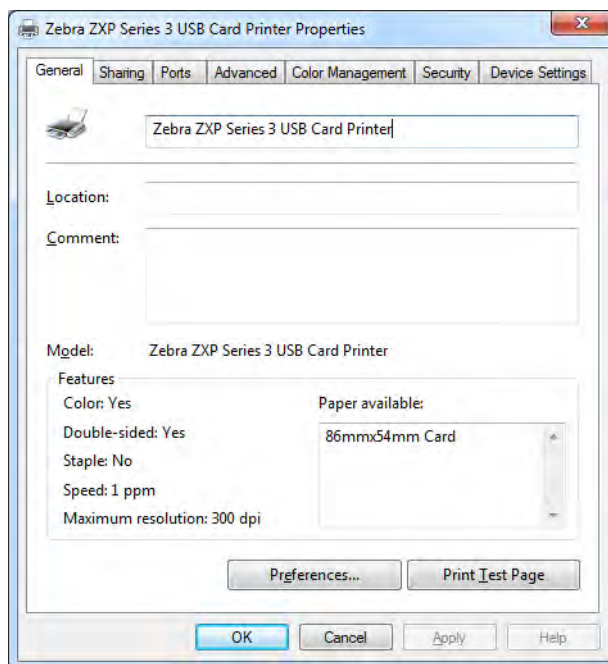 Zebra ZXP Series 3 USB Card Printer Properties
General Sharing Ports Advanced Color Management Security Device Settings
Zebra ZXP Series 3 USB Card Printer
Location:
Comment:
Model: Zebra ZXP Series 3 USB Card Printer
Features
Color: Yes Paper available:
Double-sided: Yes 86mmx54mm Card
Staple: No
Speed: 1 ppm
Maximum resolution: 300 dpi
Preferences... Print Test Page
OK Cancel Apply Help